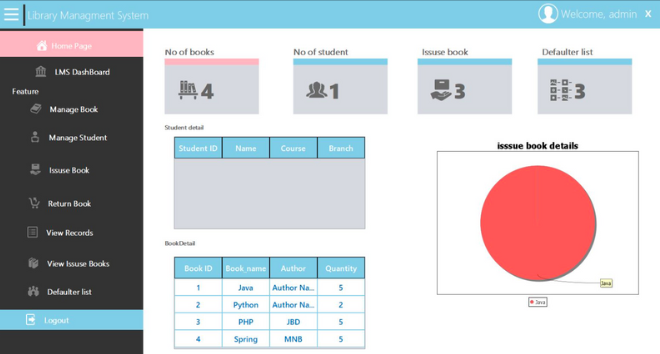 Library Managment System
Welcome, admin X
Home Page
LMS DashBoard
Feature
Manage Book
Manage Student
Issuse Book
Return Book
View Records
View Issuse Books
Defaulter list
Logout
No of books
No of student
Issuse book
Defaulter list
4
1
3
3
Student detail
Student ID Name Course Branch
BookDetail
Book ID Book_name Author Quantity
1 Java Author Na... 5
2 Python Author Na... 2
3 PHP JBD 5
4 Spring MNB 5
isssue book details
Java
Java